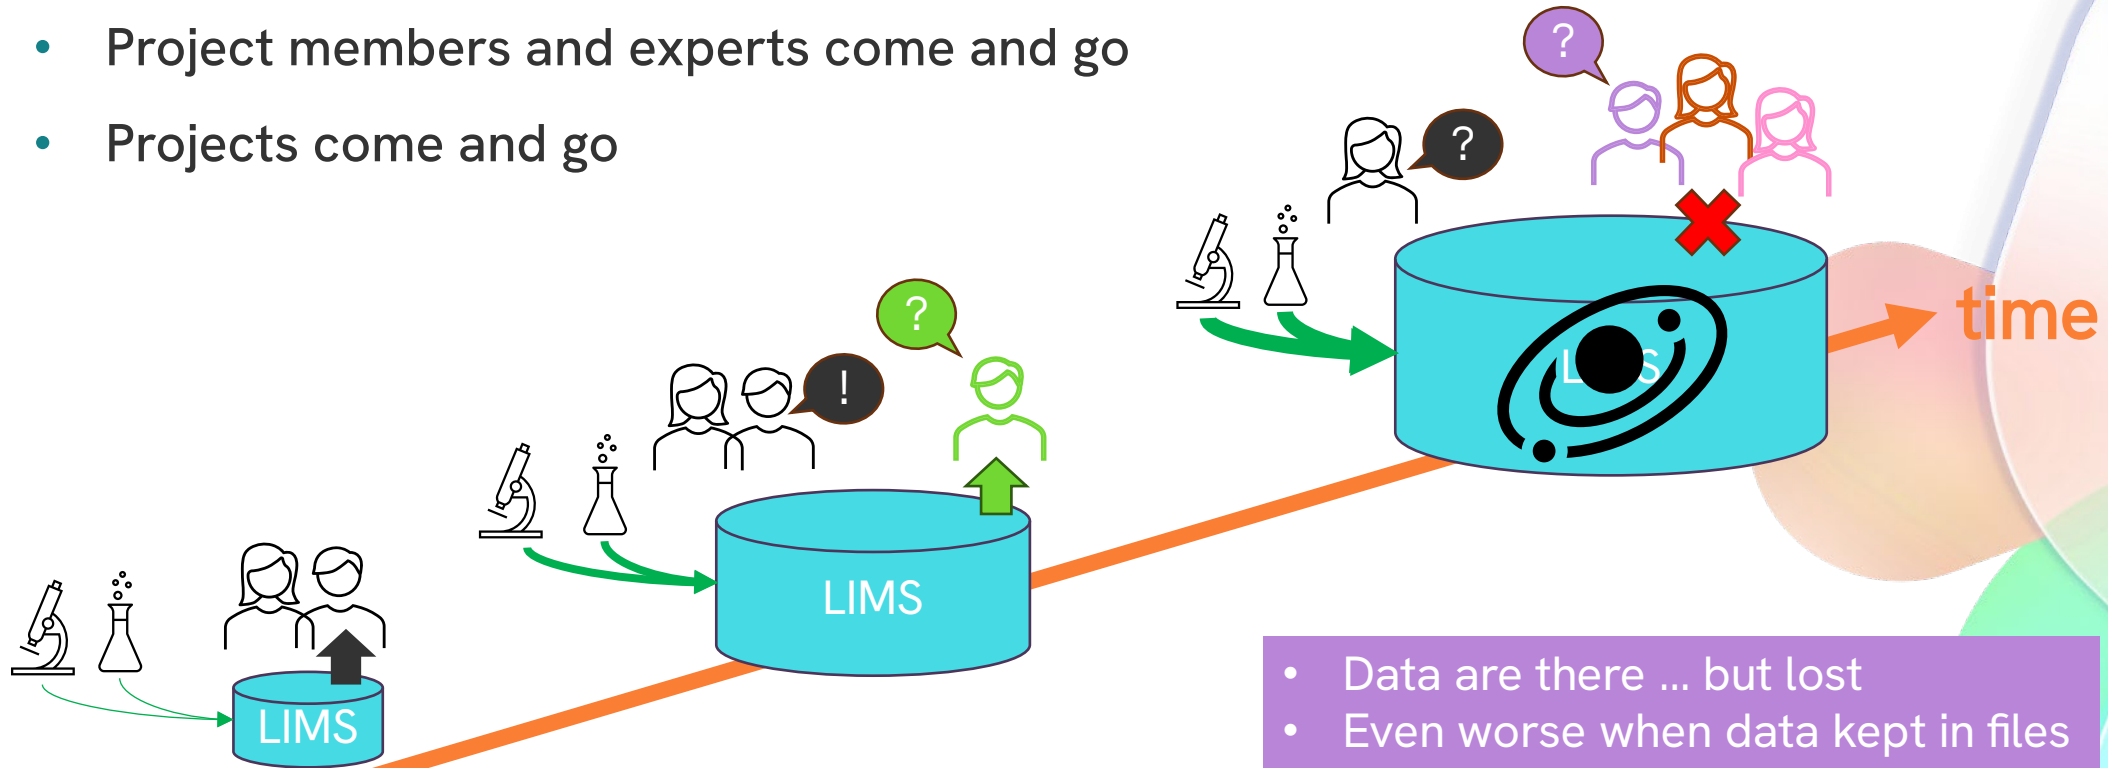 • Project members and experts come and go
• Projects come and go
?
?
?
!
time
LIMS
LIMS
L S
• Data are there ... but lost
• Even worse when data kept in files